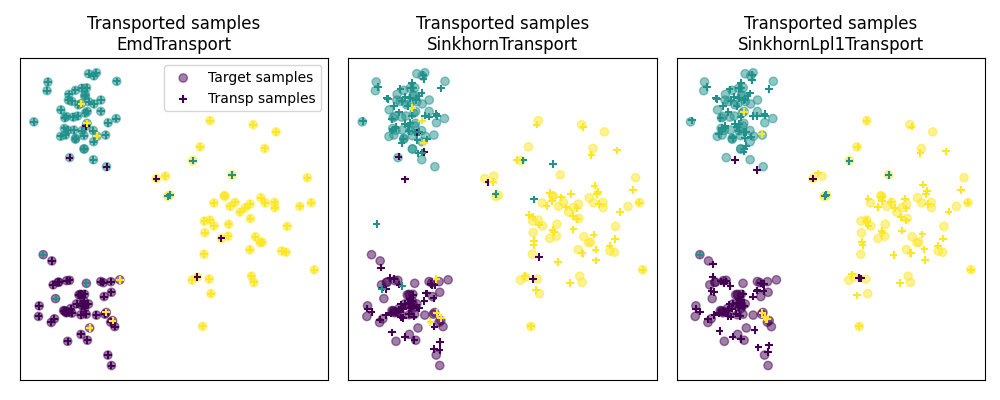 Transported samples
EmdTransport
Target samples
Transp samples
Transported samples
SinkhornTransport
Transported samples
SinkhornLpl1Transport